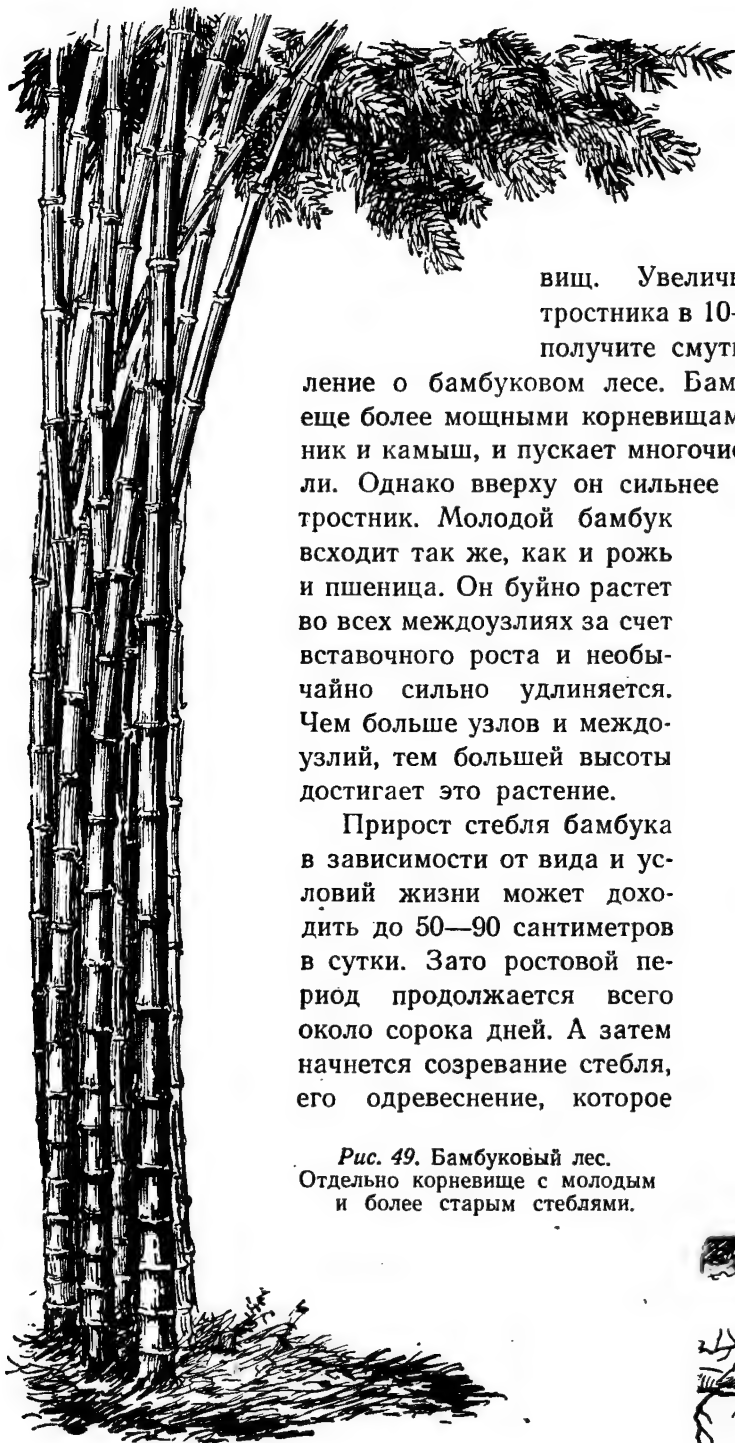 вищ. Увеличь
тростника в 10-
получите смут
ление о бамбуковом лесе. Бам
еще более мощными корневищам
ник и камыш, и пускает многочис
ли. Однако вверху он сильнее
тростник. Молодой бамбук
всходит так же, как и рожь
и пшеница. Он буйно растет
во всех междоузлиях за счет
вставочного роста и необы-
чайно сильно удлиняется.
Чем больше узлов и междо-
узлий, тем большей высоты
достигает это растение.
Прирост стебля бамбука
в зависимости от вида и ус-
ловий жизни может дохо-
дить до 50—90 сантиметров
в сутки. Зато ростовой пе-
риод продолжается всего
около сорока дней. А затем
начнется созревание стебля,
его одревеснение, которое
Рис. 49. Бамбуковый лес.
Отдельно корневище с молодым
и более старым стеблями.